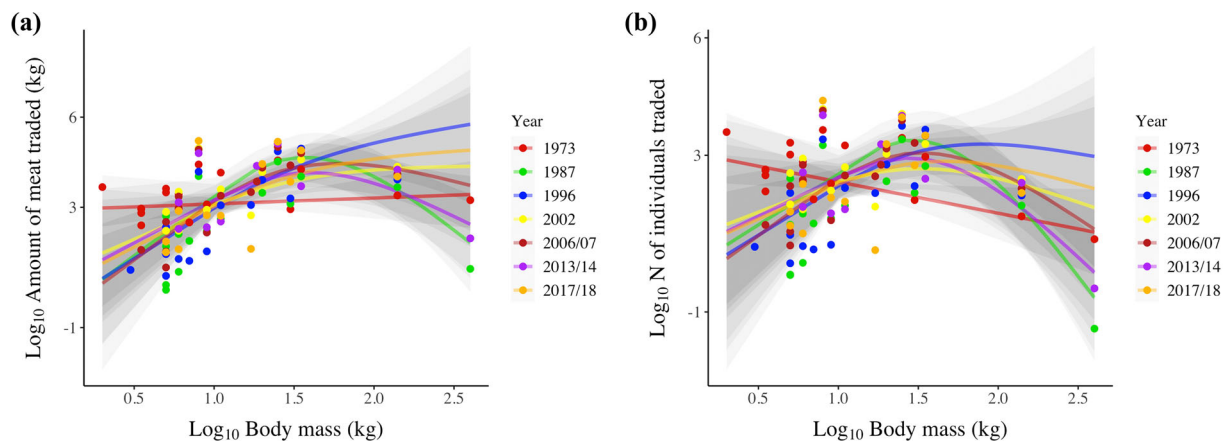 (a)
Log₁₀ Amount of meat traded (kg)
6
3
-1
0.5 1.0 1.5 2.0 2.5
Log₁₀ Body mass (kg)
Year
1973
1987
1996
2002
2006/07
2013/14
2017/18
(b)
Log₁₀ N of individuals traded
6
3
-1
0.5 1.0 1.5 2.0 2.5
Log₁₀ Body mass (kg)
Year
1973
1987
1996
2002
2006/07
2013/14
2017/18